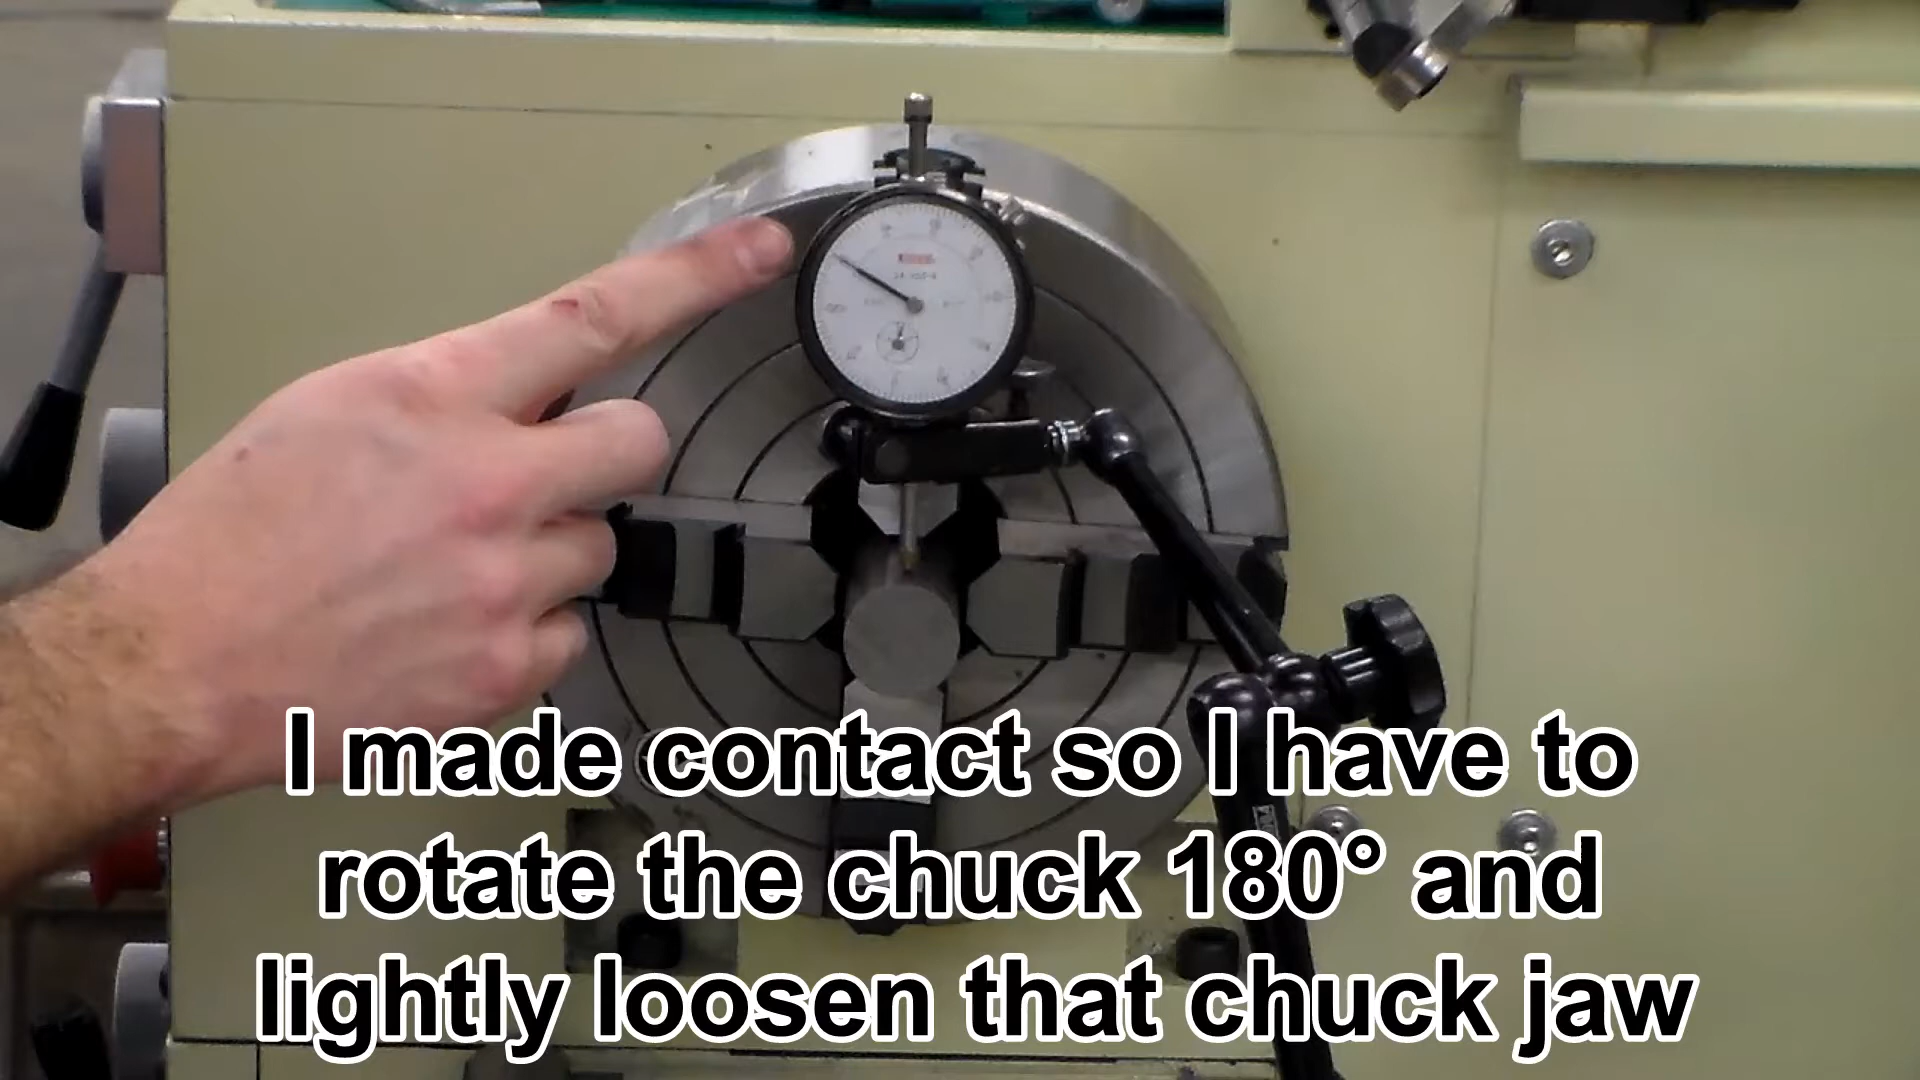 I made contact so I have to
rotate the chuck 180° and
lightly loosen that chuck jaw